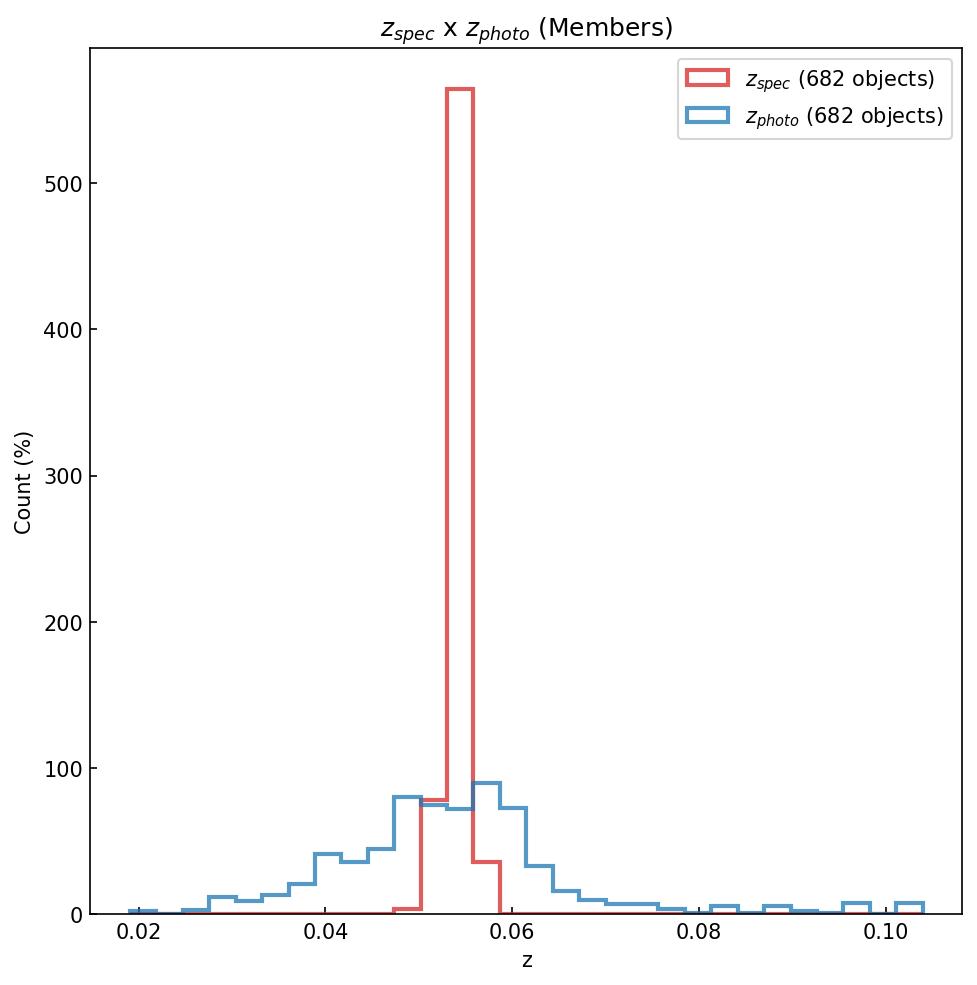 z_spec x z_photo (Members)
z_spec (682 objects)
z_photo (682 objects)
Count (%)
500
400
300
200
100
0
0.02 0.04 0.06 0.08 0.10
z